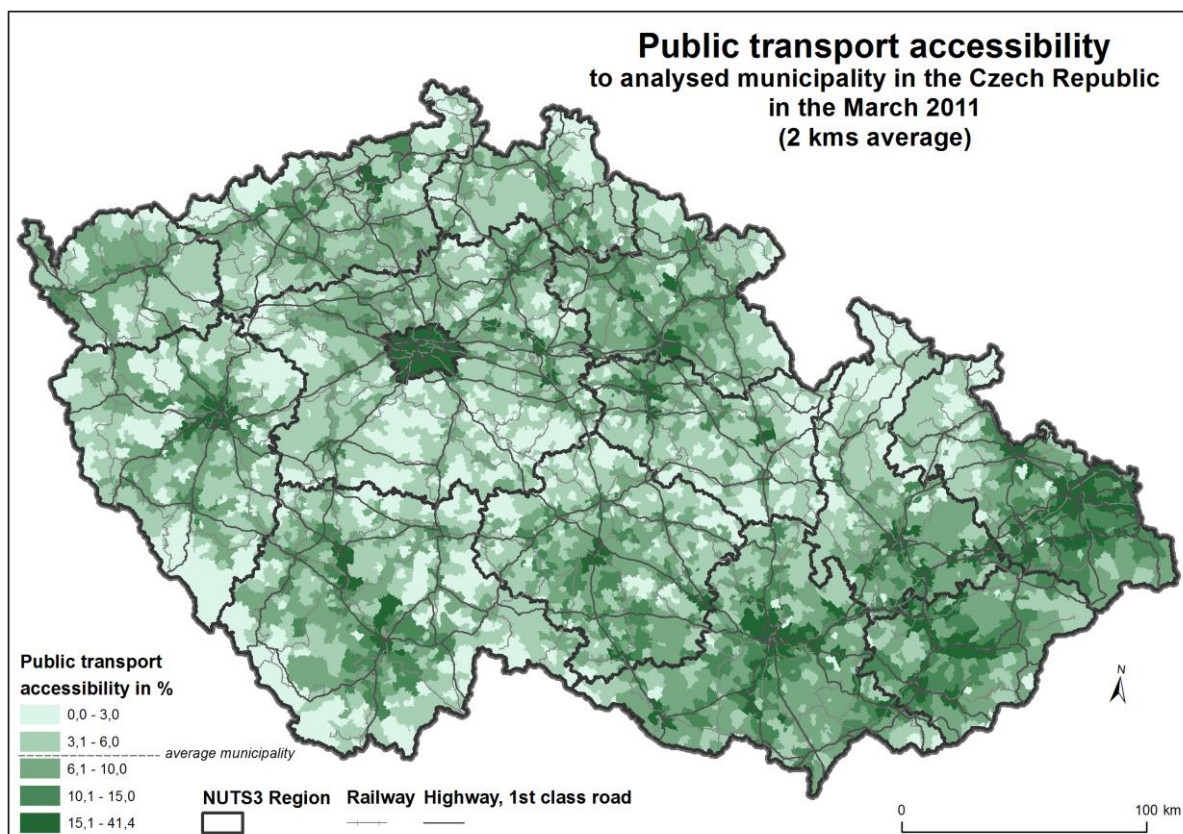 Public transport accessibility
to analysed municipality in the Czech Republic
in the March 2011
(2 kms average)
Public transport
accessibility in %
0,0 - 3,0
3,1 - 6,0
average municipality
6,1 - 10,0
10,1 - 15,0
15,1 - 41,4
NUTS3 Region
Railway
Highway, 1st class road
N
0 100 km